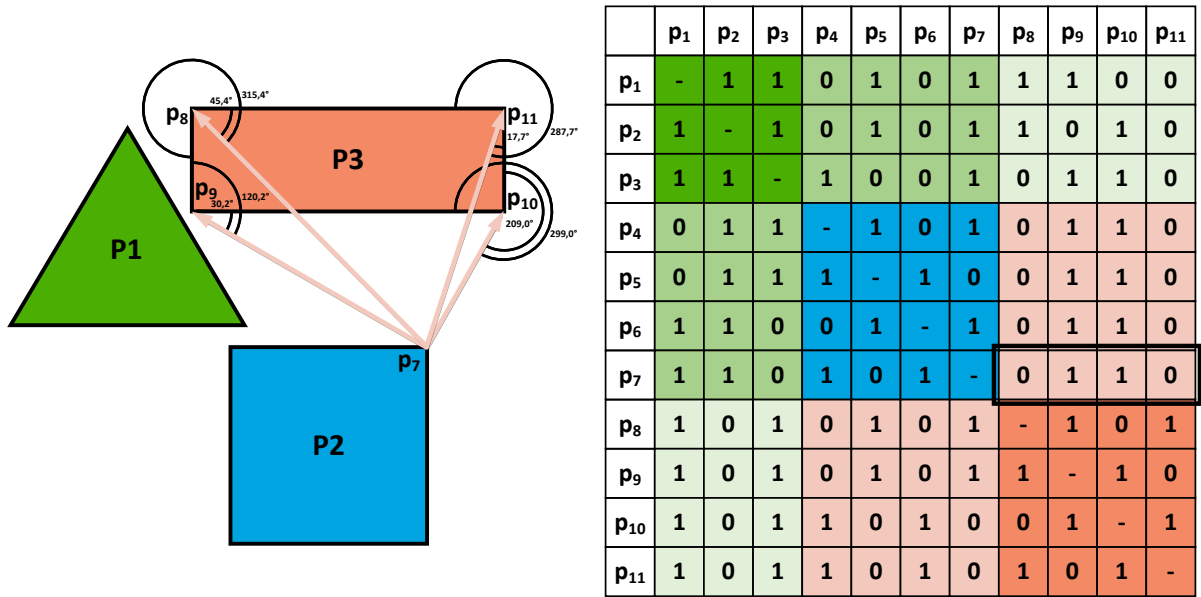 45,4°
315,4°
p8
p11
17,7°
287,7°
P3
p9
30,2°
120,2°
p10
209,0°
299,0°
P1
p7
P2
p1 p2 p3 p4 p5 p6 p7 p8 p9 p10 p11
p1 - 1 1 0 1 0 1 1 1 0 0
p2 1 - 1 0 1 0 1 1 0 1 0
p3 1 1 - 1 0 0 1 0 1 1 0
p4 0 1 1 - 1 0 1 0 1 1 0
p5 0 1 1 1 - 1 0 0 1 1 0
p6 1 1 0 0 1 - 1 0 1 1 0
p7 1 1 0 1 0 1 - 0 1 1 0
p8 1 0 1 0 1 0 1 - 1 0 1
p9 1 0 1 0 1 0 1 1 - 1 0
p10 1 0 1 1 0 1 0 0 1 - 1
p11 1 0 1 1 0 1 0 1 0 1 -